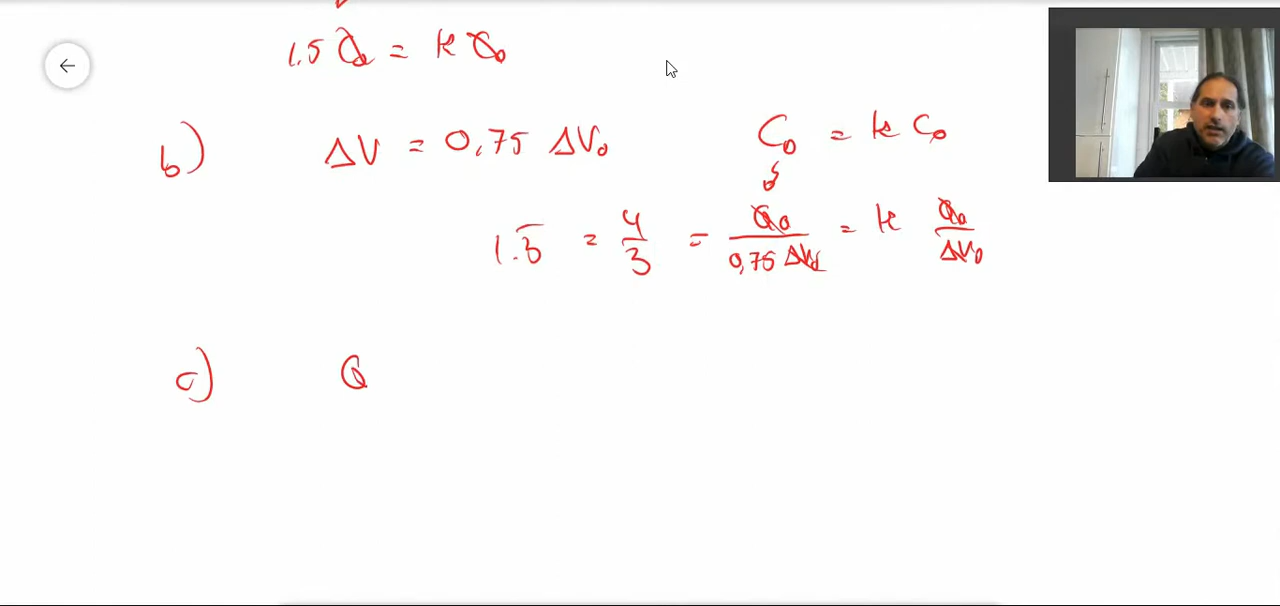 1.5 Q₀ = k Q₀
b) ΔV = 0,75 ΔV₀ C₀ = k C₀
1.3̅ = 4/3 = Q₀/0,75 ΔV₀ = k Q₀/ΔV₀
c) Q